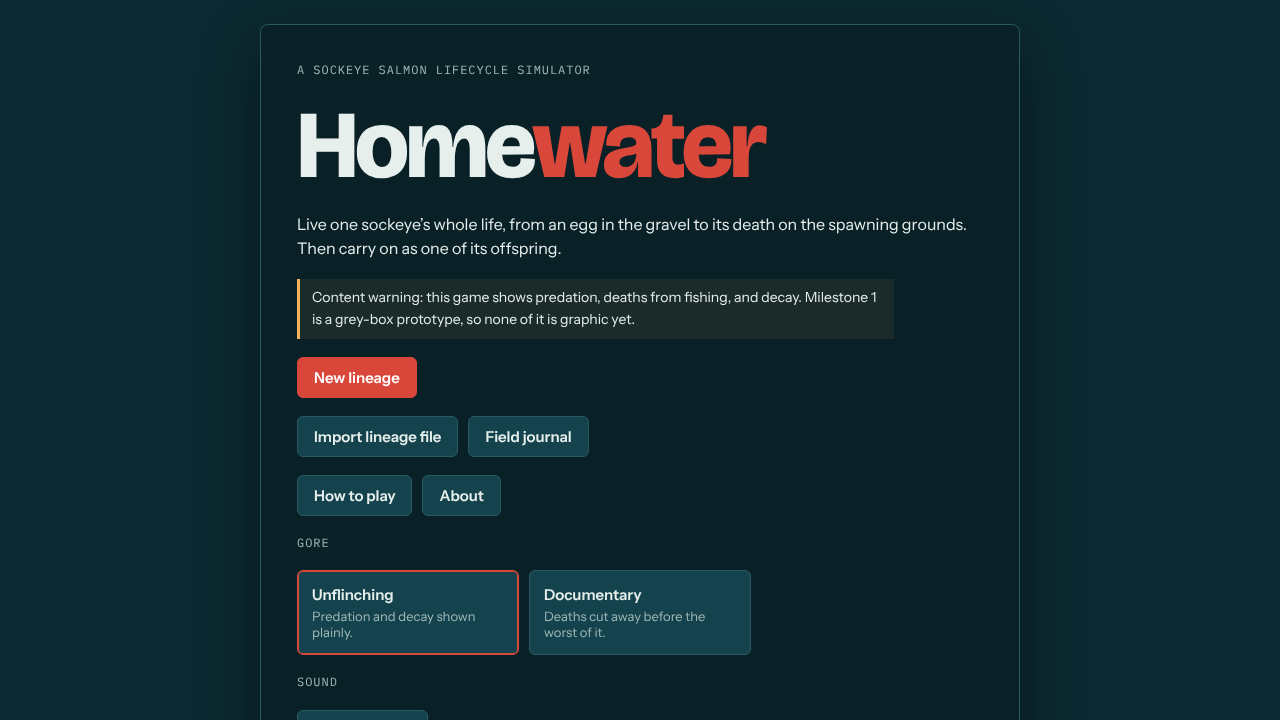 A SOCKEYE SALMON LIFECYCLE SIMULATOR
Homewater
Live one sockeye’s whole life, from an egg in the gravel to its death on the spawning grounds.
Then carry on as one of its offspring.
Content warning: this game shows predation, deaths from fishing, and decay. Milestone 1
is a grey-box prototype, so none of it is graphic yet.
New lineage
Import lineage file
Field journal
How to play
About
GORE
Unflinching
Predation and decay shown
plainly.
Documentary
Deaths cut away before the
worst of it.
SOUND